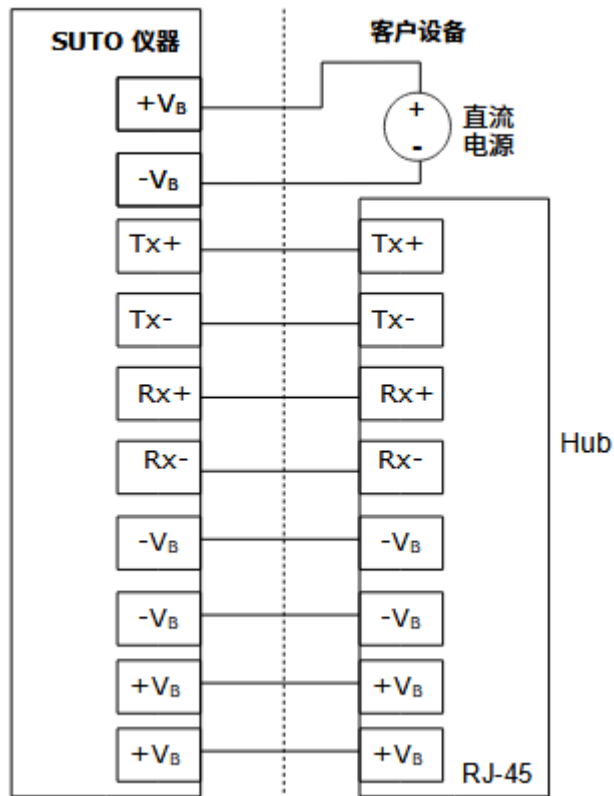 SUTO 仪器
客户设备
+VB
+
-
直流
电源
-VB
Tx+
Tx+
Tx-
Tx-
Rx+
Rx+
Rx-
Rx-
Hub
-VB
-VB
-VB
-VB
+VB
+VB
+VB
+VB
RJ-45